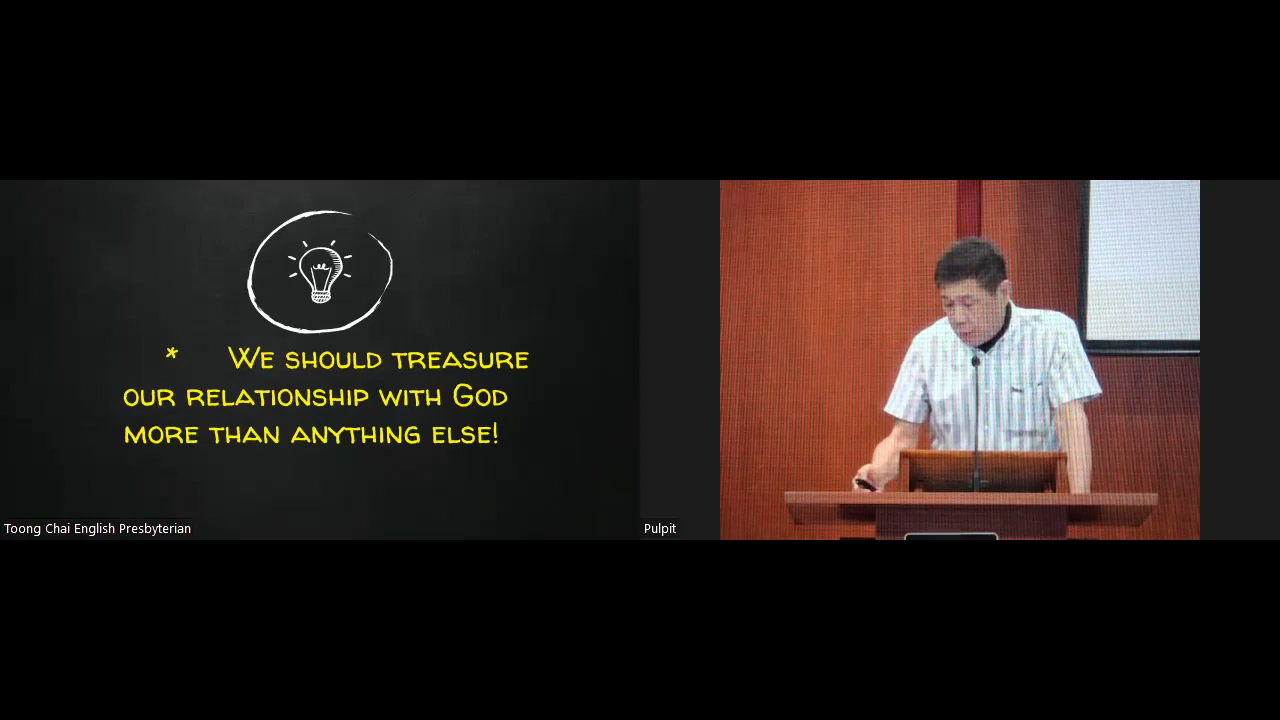 * We should treasure
our relationship with God
more than anything else!
Toong Chai English Presbyterian
Pulpit